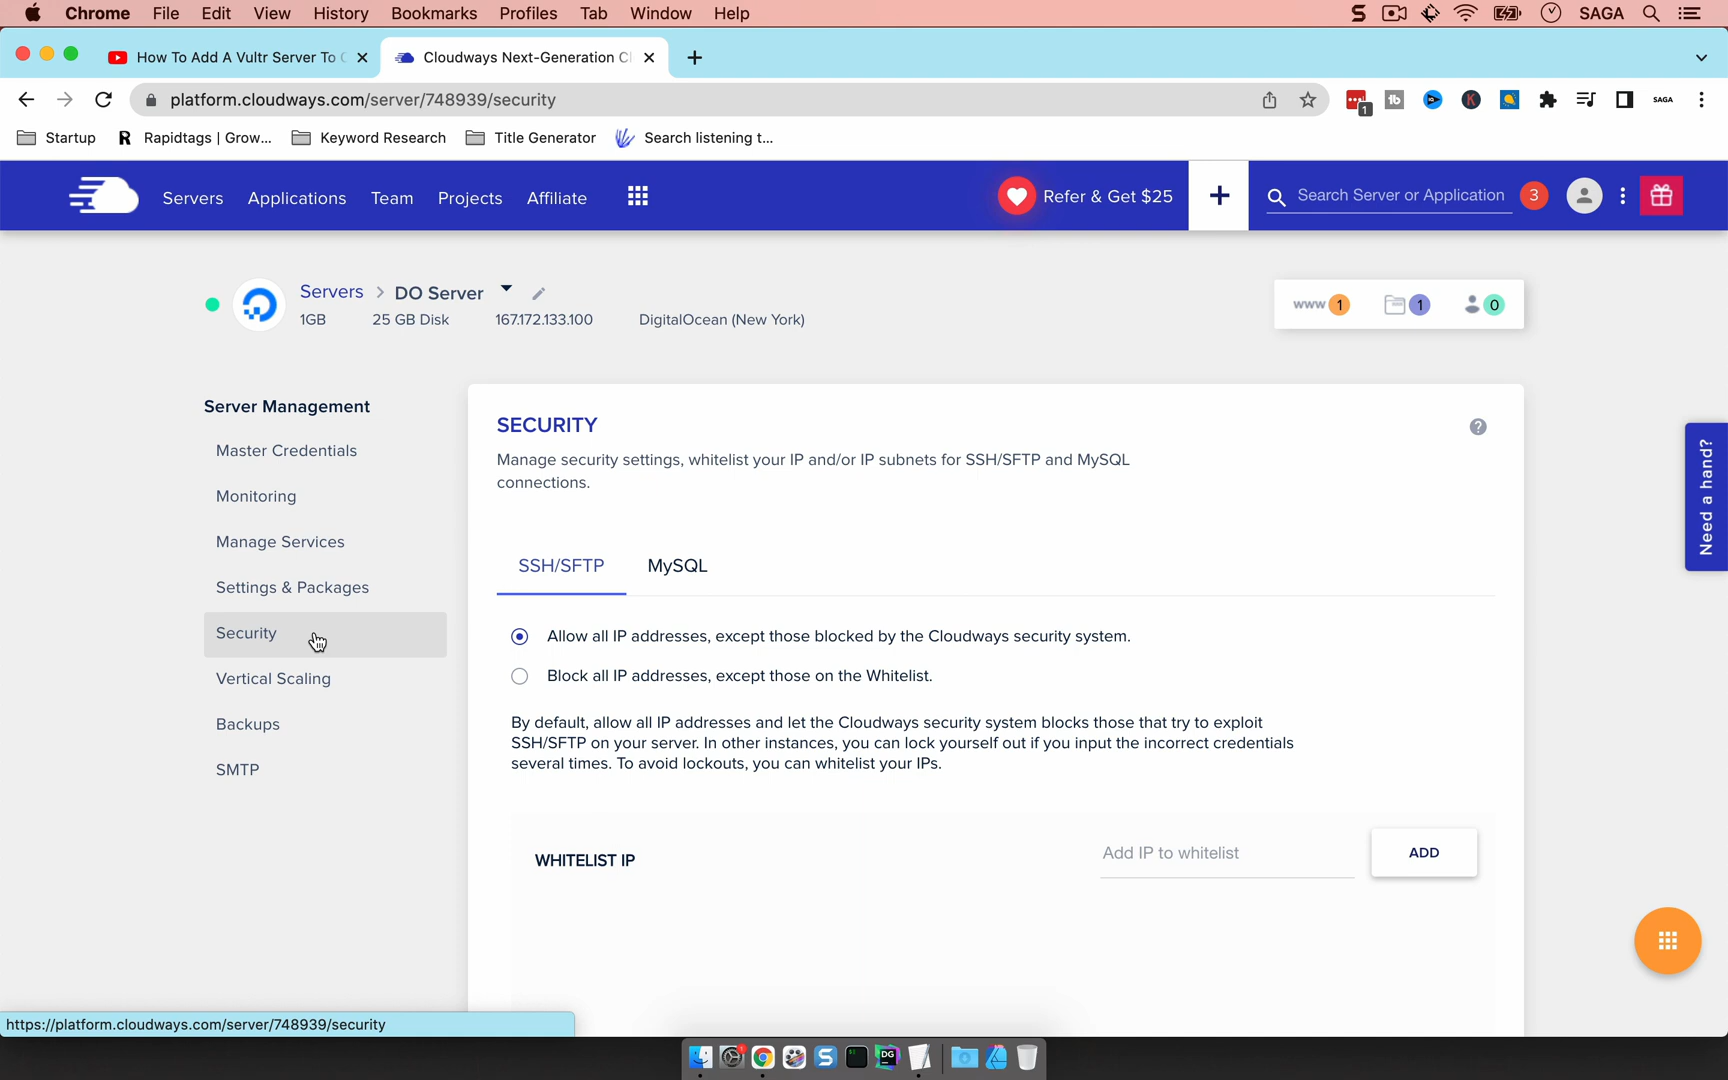 Chrome File Edit View History Bookmarks Profiles Tab Window Help SAGA
How To Add A Vultr Server To
Cloudways Next-Generation Cl
platform.cloudways.com/server/748939/security
1
tb
K
SAGA
Startup
R Rapidtags | Grow...
Keyword Research
Title Generator
Search listening t...
Servers Applications Team Projects Affiliate
Refer & Get $25
+
Search Server or Application
3
Servers > DO Server
1GB 25 GB Disk 167.172.133.100 DigitalOcean (New York)
www 1 1 0
Server Management
Master Credentials
Monitoring
Manage Services
Settings & Packages
Security
Vertical Scaling
Backups
SMTP
SECURITY
?
Manage security settings, whitelist your IP and/or IP subnets for SSH/SFTP and MySQL
connections.
SSH/SFTP MySQL
Allow all IP addresses, except those blocked by the Cloudways security system.
Block all IP addresses, except those on the Whitelist.
By default, allow all IP addresses and let the Cloudways security system blocks those that try to exploit
SSH/SFTP on your server. In other instances, you can lock yourself out if you input the incorrect credentials
several times. To avoid lockouts, you can whitelist your IPs.
WHITELIST IP
Add IP to whitelist
ADD
Need a hand?
https://platform.cloudways.com/server/748939/security
S
DG